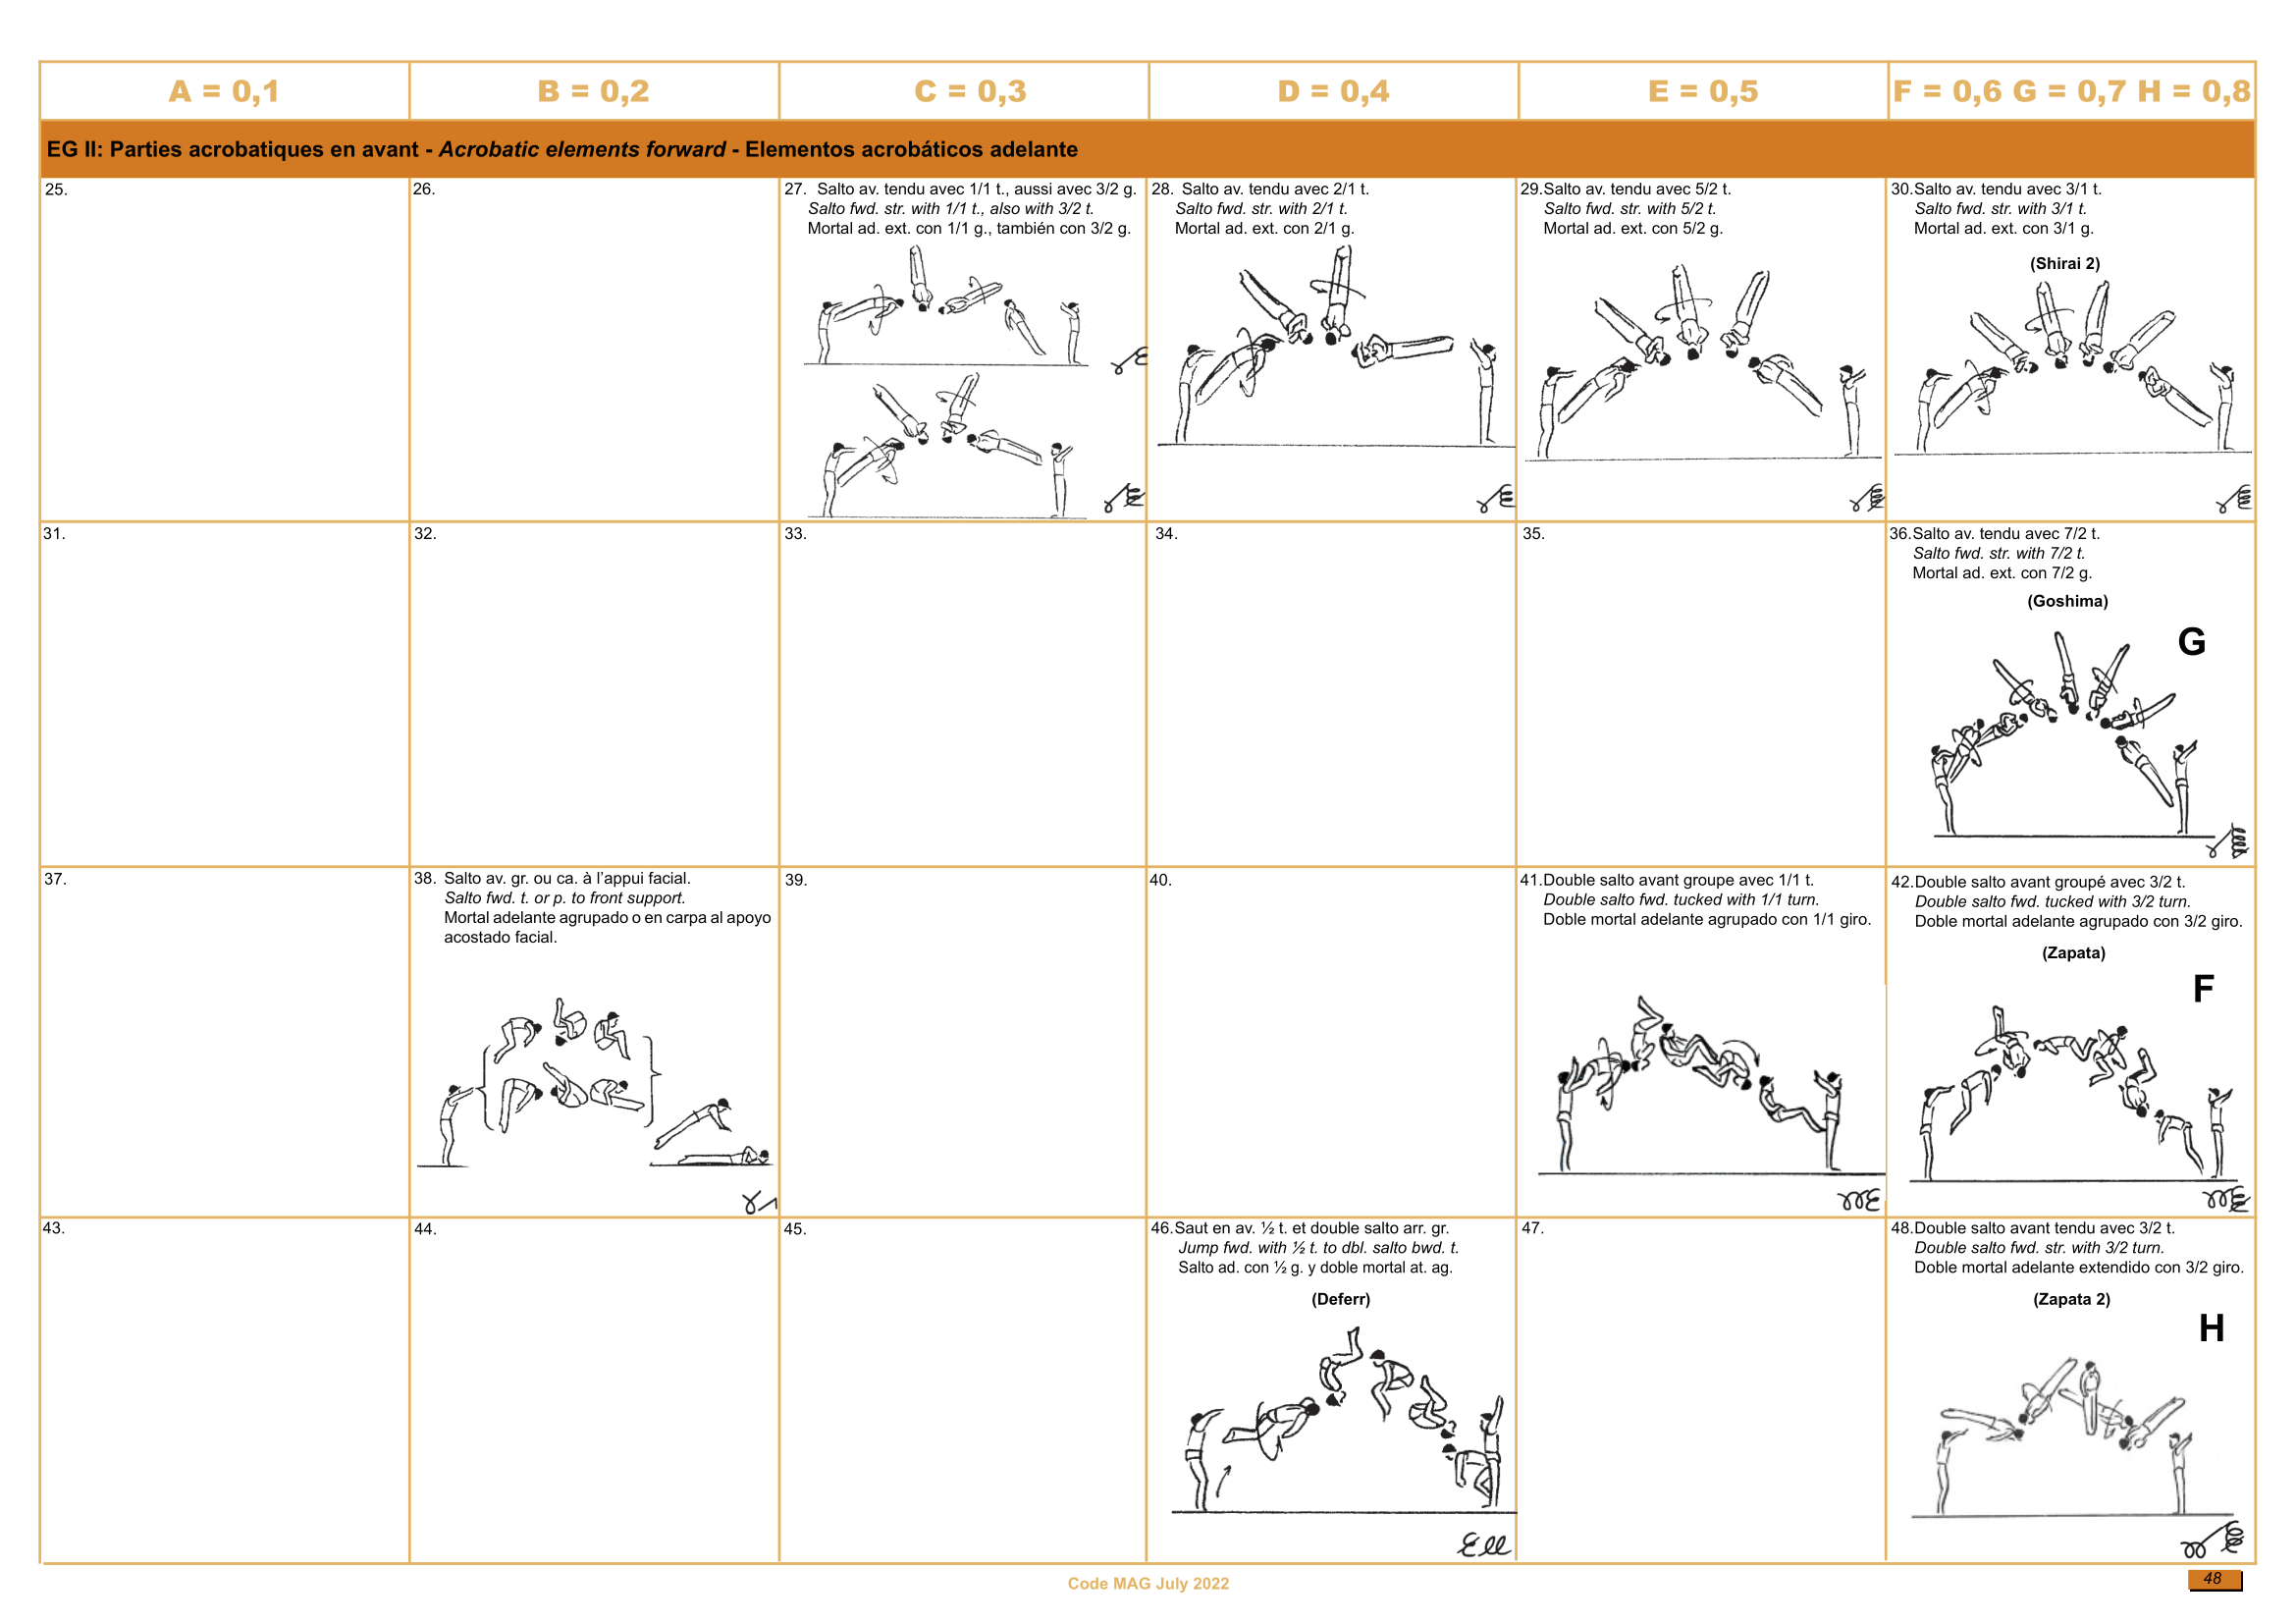 A = 0,1
B = 0,2
C = 0,3
D = 0,4
E = 0,5
F = 0,6 G = 0,7 H = 0,8
EG II: Parties acrobatiques en avant - Acrobatic elements forward - Elementos acrobáticos adelante
25.
26.
27. Salto av. tendu avec 1/1 t., aussi avec 3/2 g.
Salto fwd. str. with 1/1 t., also with 3/2 t.
Mortal ad. ext. con 1/1 g., también con 3/2 g.
28. Salto av. tendu avec 2/1 t.
Salto fwd. str. with 2/1 t.
Mortal ad. ext. con 2/1 g.
29.Salto av. tendu avec 5/2 t.
Salto fwd. str. with 5/2 t.
Mortal ad. ext. con 5/2 g.
30.Salto av. tendu avec 3/1 t.
Salto fwd. str. with 3/1 t.
Mortal ad. ext. con 3/1 g.
(Shirai 2)
31.
32.
33.
34.
35.
36.Salto av. tendu avec 7/2 t.
Salto fwd. str. with 7/2 t.
Mortal ad. ext. con 7/2 g.
(Goshima)
G
37.
38. Salto av. gr. ou ca. à l'appui facial.
Salto fwd. t. or p. to front support.
Mortal adelante agrupado o en carpa al apoyo
acostado facial.
39.
40.
41.Double salto avant groupe avec 1/1 t.
Double salto fwd. tucked with 1/1 turn.
Doble mortal adelante agrupado con 1/1 giro.
42.Double salto avant groupé avec 3/2 t.
Double salto fwd. tucked with 3/2 turn.
Doble mortal adelante agrupado con 3/2 giro.
(Zapata)
F
43.
44.
45.
46.Saut en av. ½ t. et double salto arr. gr.
Jump fwd. with ½ t. to dbl. salto bwd. t.
Salto ad. con ½ g. y doble mortal at. ag.
(Deferr)
47.
48.Double salto avant tendu avec 3/2 t.
Double salto fwd. str. with 3/2 turn.
Doble mortal adelante extendido con 3/2 giro.
(Zapata 2)
H
Code MAG July 2022
48